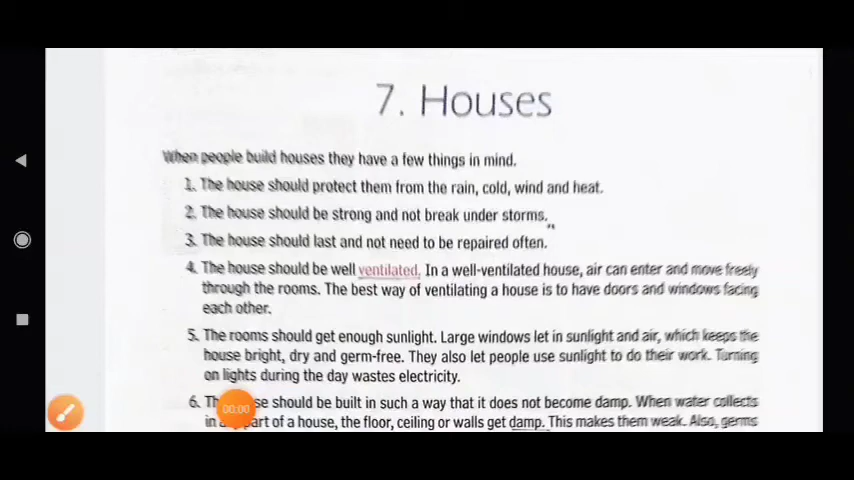 7. Houses
When people build houses they have a few things in mind.
1. The house should protect them from the rain, cold, wind and heat.
2. The house should be strong and not break under storms.
3. The house should last and not need to be repaired often.
4. The house should be well ventilated. In a well-ventilated house, air can enter and move freely
through the rooms. The best way of ventilating a house is to have doors and windows facing
each other.
5. The rooms should get enough sunlight. Large windows let in sunlight and air, which keeps the
house bright, dry and germ-free. They also let people use sunlight to do their work. Turning
on lights during the day wastes electricity.
6. se should be built in such a way that it does not become damp. When water collects
in part of a house, the floor, ceiling or walls get damp. This makes them weak. Also, germs
00:00